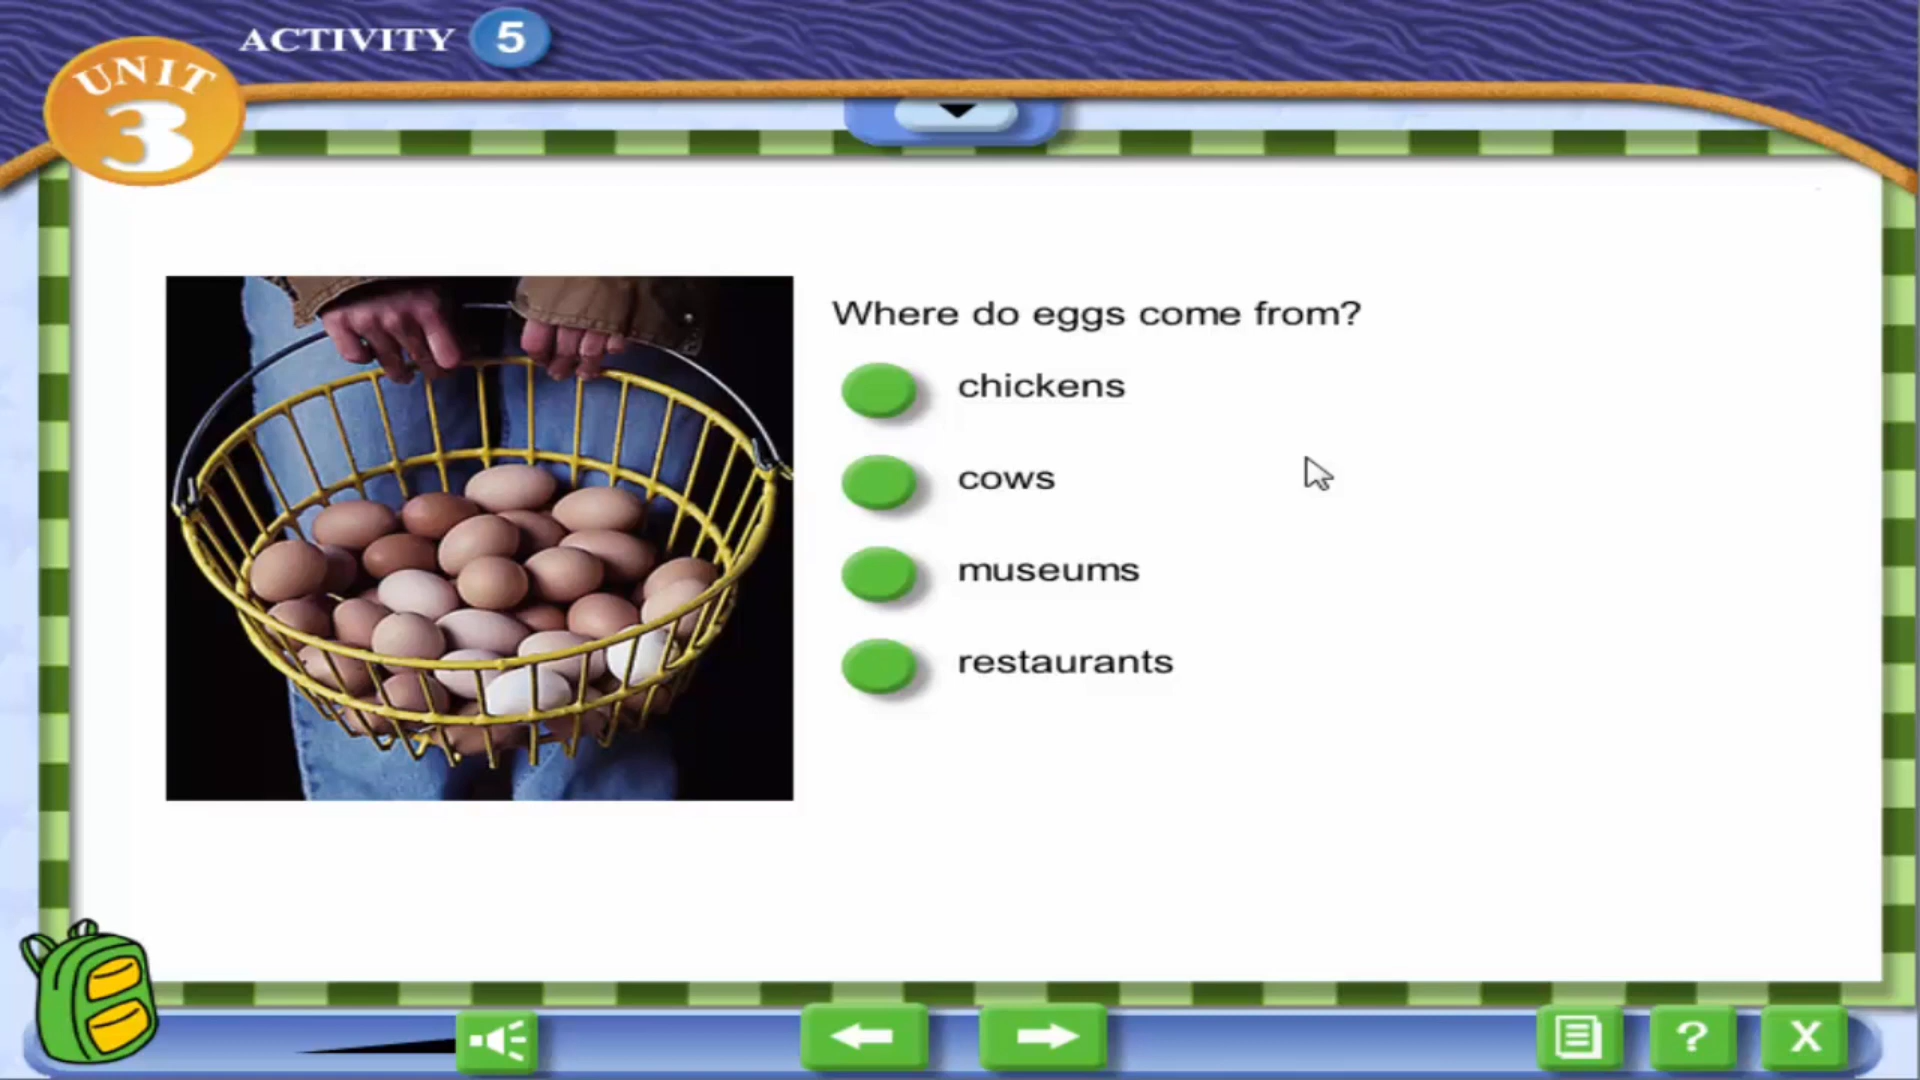 ACTIVITY 5
UNIT
3
Where do eggs come from?
chickens
cows
museums
restaurants
?
X